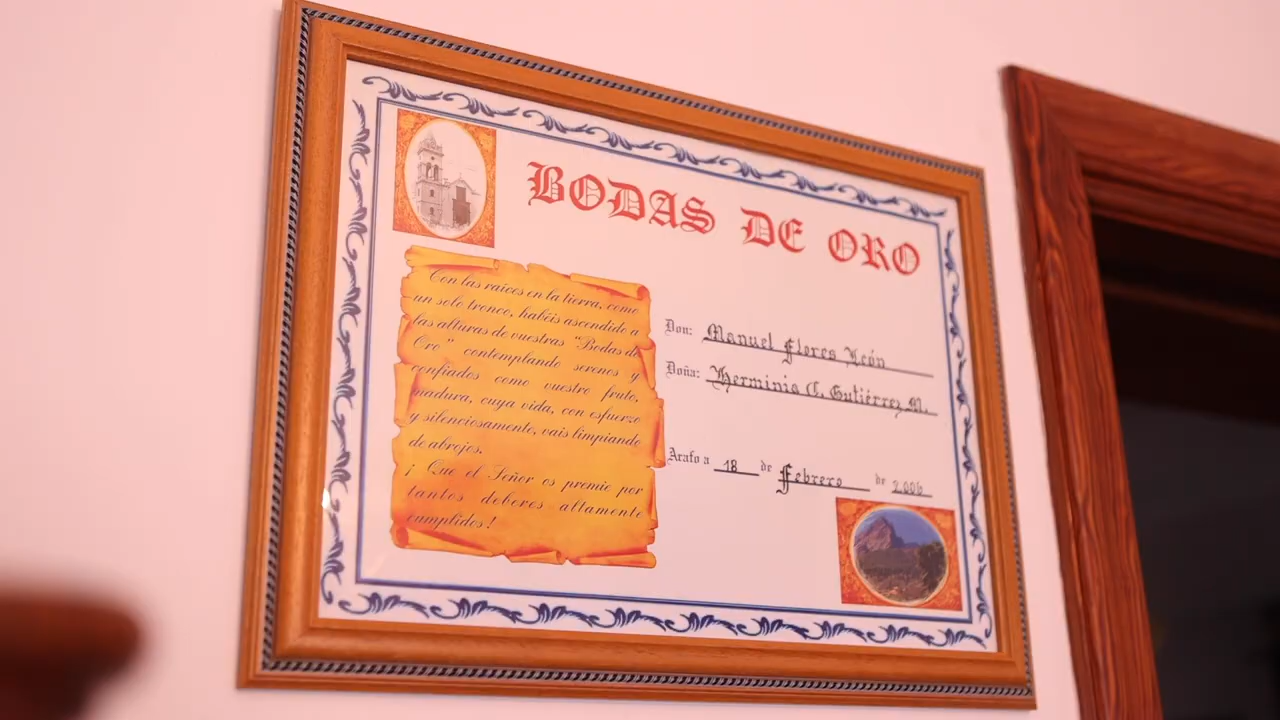 BODAS DE ORO
Con las raíces en la tierra, como
un solo tronco, habéis ascendido a
las alturas de vuestras "Bodas de
Oro" contemplando serenos y
confiados como vuestro fruto,
madura, cuya vida, con esfuerzo
y silenciosamente, vais limpiando
de abrojos.
¡ Que el Señor os premie por
tantos deberes altamente
cumplidos!
Don: Manuel Flores León
Doña: Herminia C. Gutiérrez M.
Arafo a 18 de Febrero de 2.006